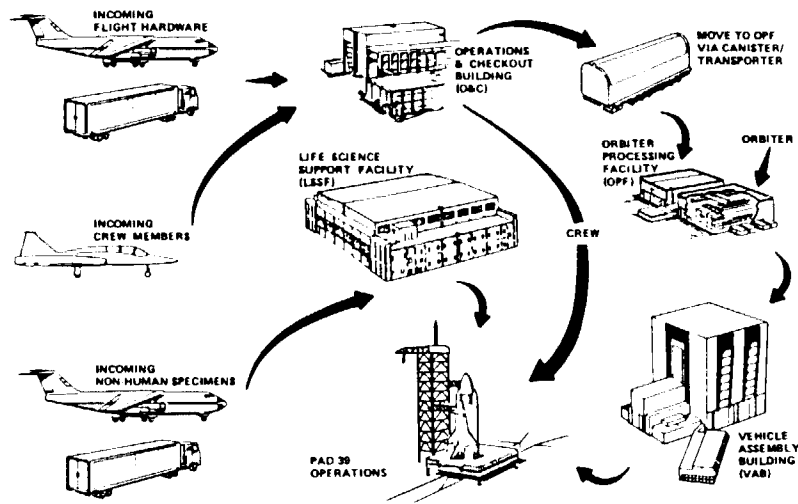 INCOMING
FLIGHT HARDWARE
OPERATIONS
& CHECKOUT
BUILDING
(O&C)
MOVE TO OPF
VIA CANISTER/
TRANSPORTER
LIFE SCIENCE
SUPPORT FACILITY
(LSSF)
ORBITER
PROCESSING
FACILITY
(OPF)
ORBITER
INCOMING
CREW MEMBERS
CREW
INCOMING
NON-HUMAN SPECIMENS
PAD 39
OPERATIONS
VEHICLE
ASSEMBLY
BUILDING
(VAB)